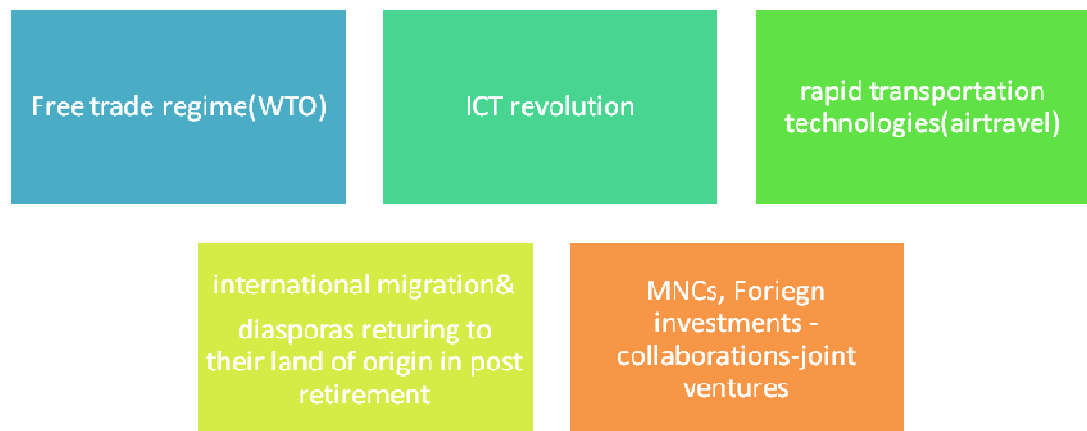 Free trade regime(WTO)
ICT revolution
rapid transportation
technologies(airtravel)
international migration&
diasporas returing to
their land of origin in post
retirement
MNCs, Foriegn
investments -
collaborations-joint
ventures